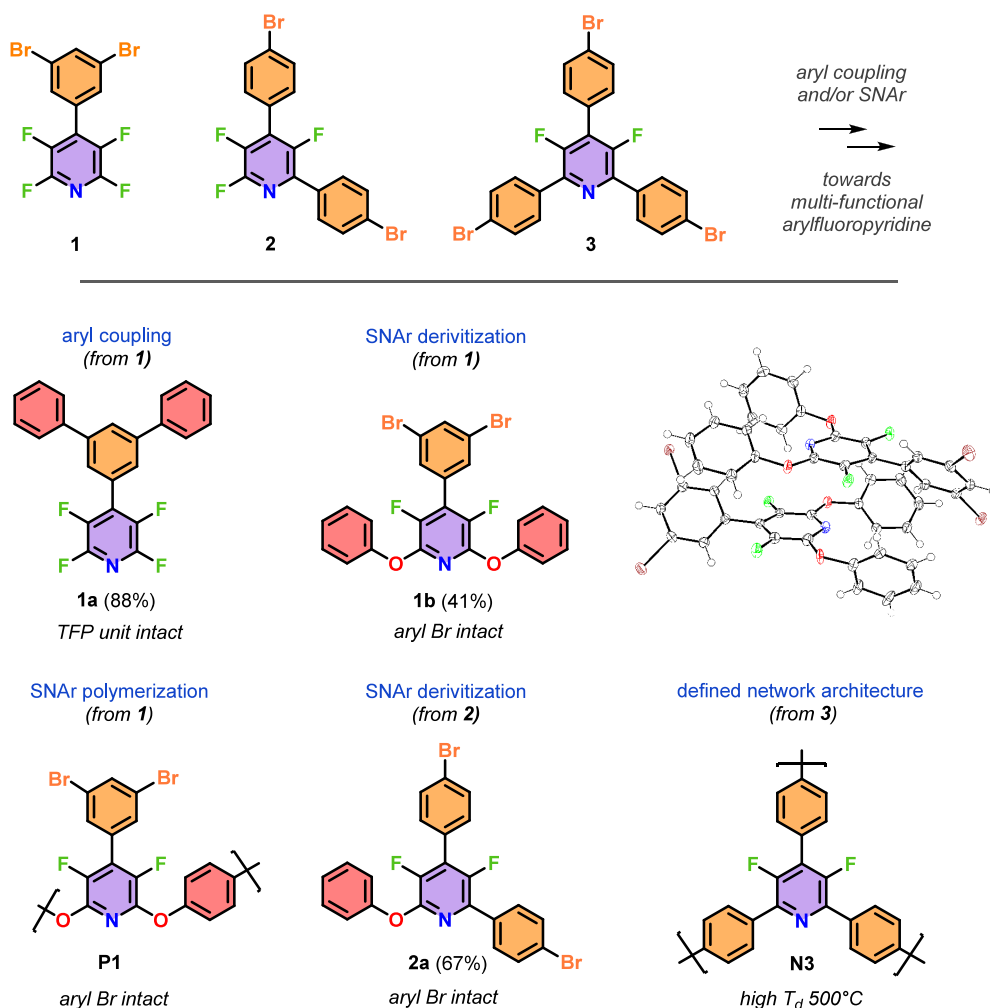 Br
Br
F
F
F
F
N
1
Br
F
F
F
N
Br
2
Br
F
F
N
Br
Br
3
aryl coupling
and/or SNAr
towards
multi-functional
arylfluoropyridine
aryl coupling
(from 1)
F
F
F
F
N
1a (88%)
TFP unit intact
SNAr derivitization
(from 1)
Br
Br
F
F
O
N
O
1b (41%)
aryl Br intact
SNAr polymerization
(from 1)
Br
Br
F
F
O
N
O
P1
aryl Br intact
SNAr derivitization
(from 2)
Br
F
F
O
N
Br
2a (67%)
aryl Br intact
defined network architecture
(from 3)
F
F
N
N3
high Td 500°C